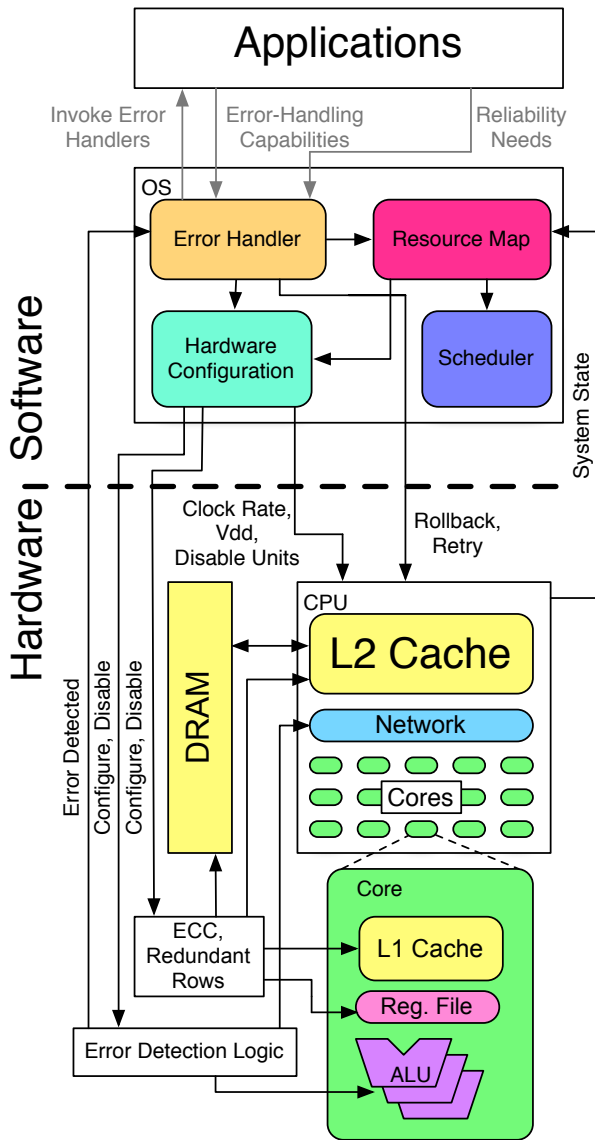 Applications
Invoke Error
Handlers
Error-Handling
Capabilities
Reliability
Needs
OS
Error Handler
Resource Map
Hardware
Configuration
Scheduler
Software
Hardware
System State
Clock Rate,
Vdd,
Disable Units
Rollback,
Retry
Error Detected
Configure, Disable
Configure, Disable
DRAM
CPU
L2 Cache
Network
Cores
Core
L1 Cache
Reg. File
ALU
ECC,
Redundant
Rows
Error Detection Logic